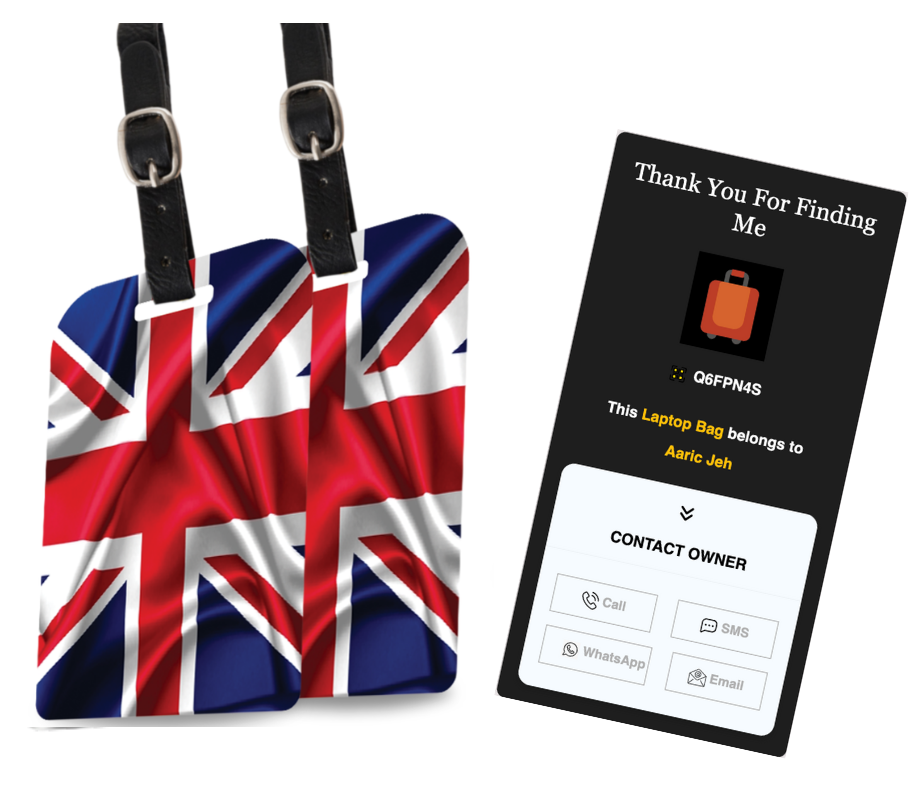 Thank You For Finding
Me
Q6FPN4S
This Laptop Bag belongs to
Aaric Jeh
CONTACT OWNER
Call
SMS
WhatsApp
Email